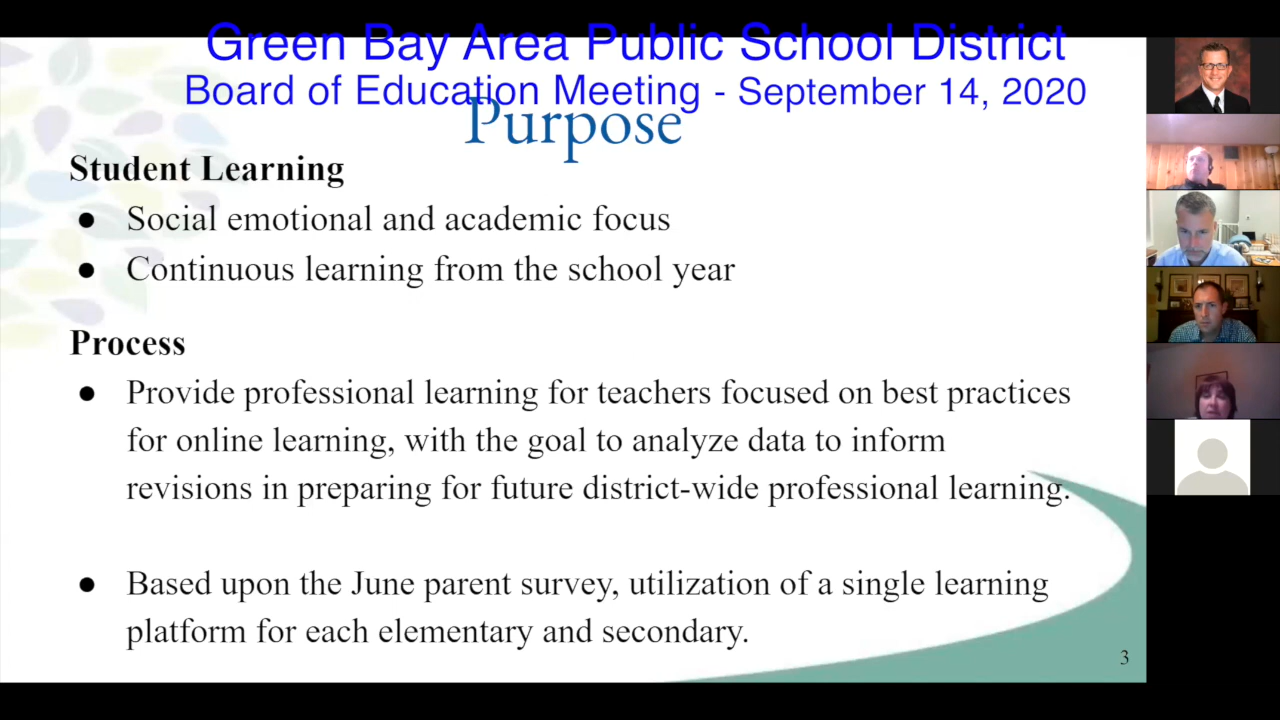 Green Bay Area Public School District
Board of Education Meeting - September 14, 2020
Purpose
Student Learning
● Social emotional and academic focus
● Continuous learning from the school year
Process
● Provide professional learning for teachers focused on best practices
for online learning, with the goal to analyze data to inform
revisions in preparing for future district-wide professional learning.
● Based upon the June parent survey, utilization of a single learning
platform for each elementary and secondary.
3